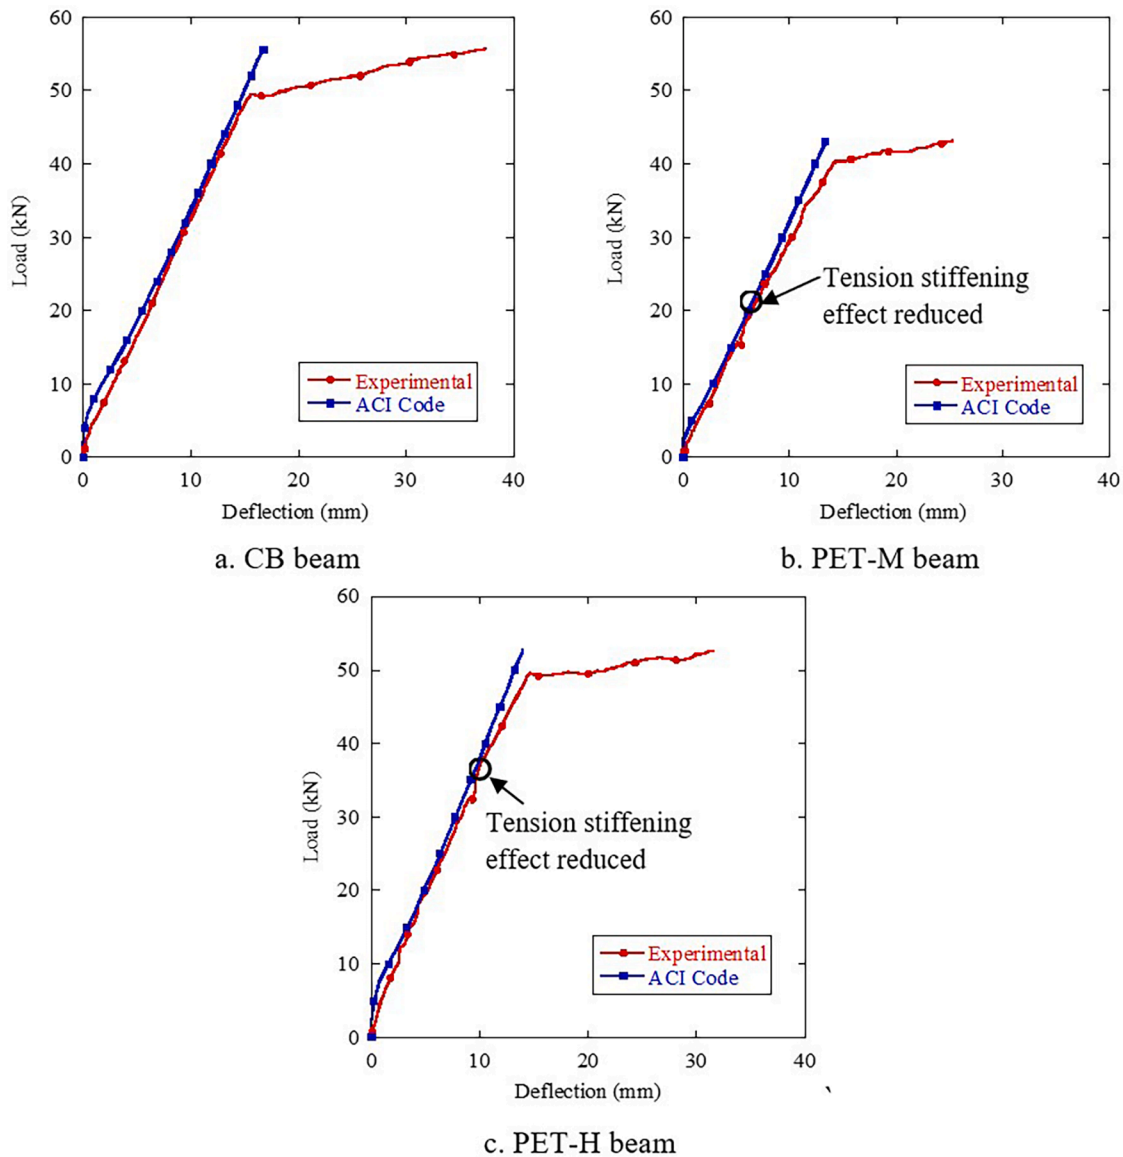 60
50
40
30
20
10
0
Load (kN)
Experimental
ACI Code
0 10 20 30 40
Deflection (mm)
a. CB beam
60
50
40
30
20
10
0
Load (kN)
Tension stiffening
effect reduced
Experimental
ACI Code
0 10 20 30 40
Deflection (mm)
b. PET-M beam
60
50
40
30
20
10
0
Load (kN)
Tension stiffening
effect reduced
Experimental
ACI Code
0 10 20 30 40
Deflection (mm)
c. PET-H beam